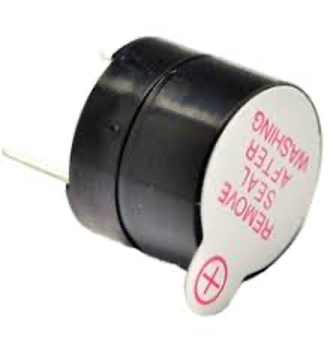 REMOVE
SEAL
AFTER
WASHING
+